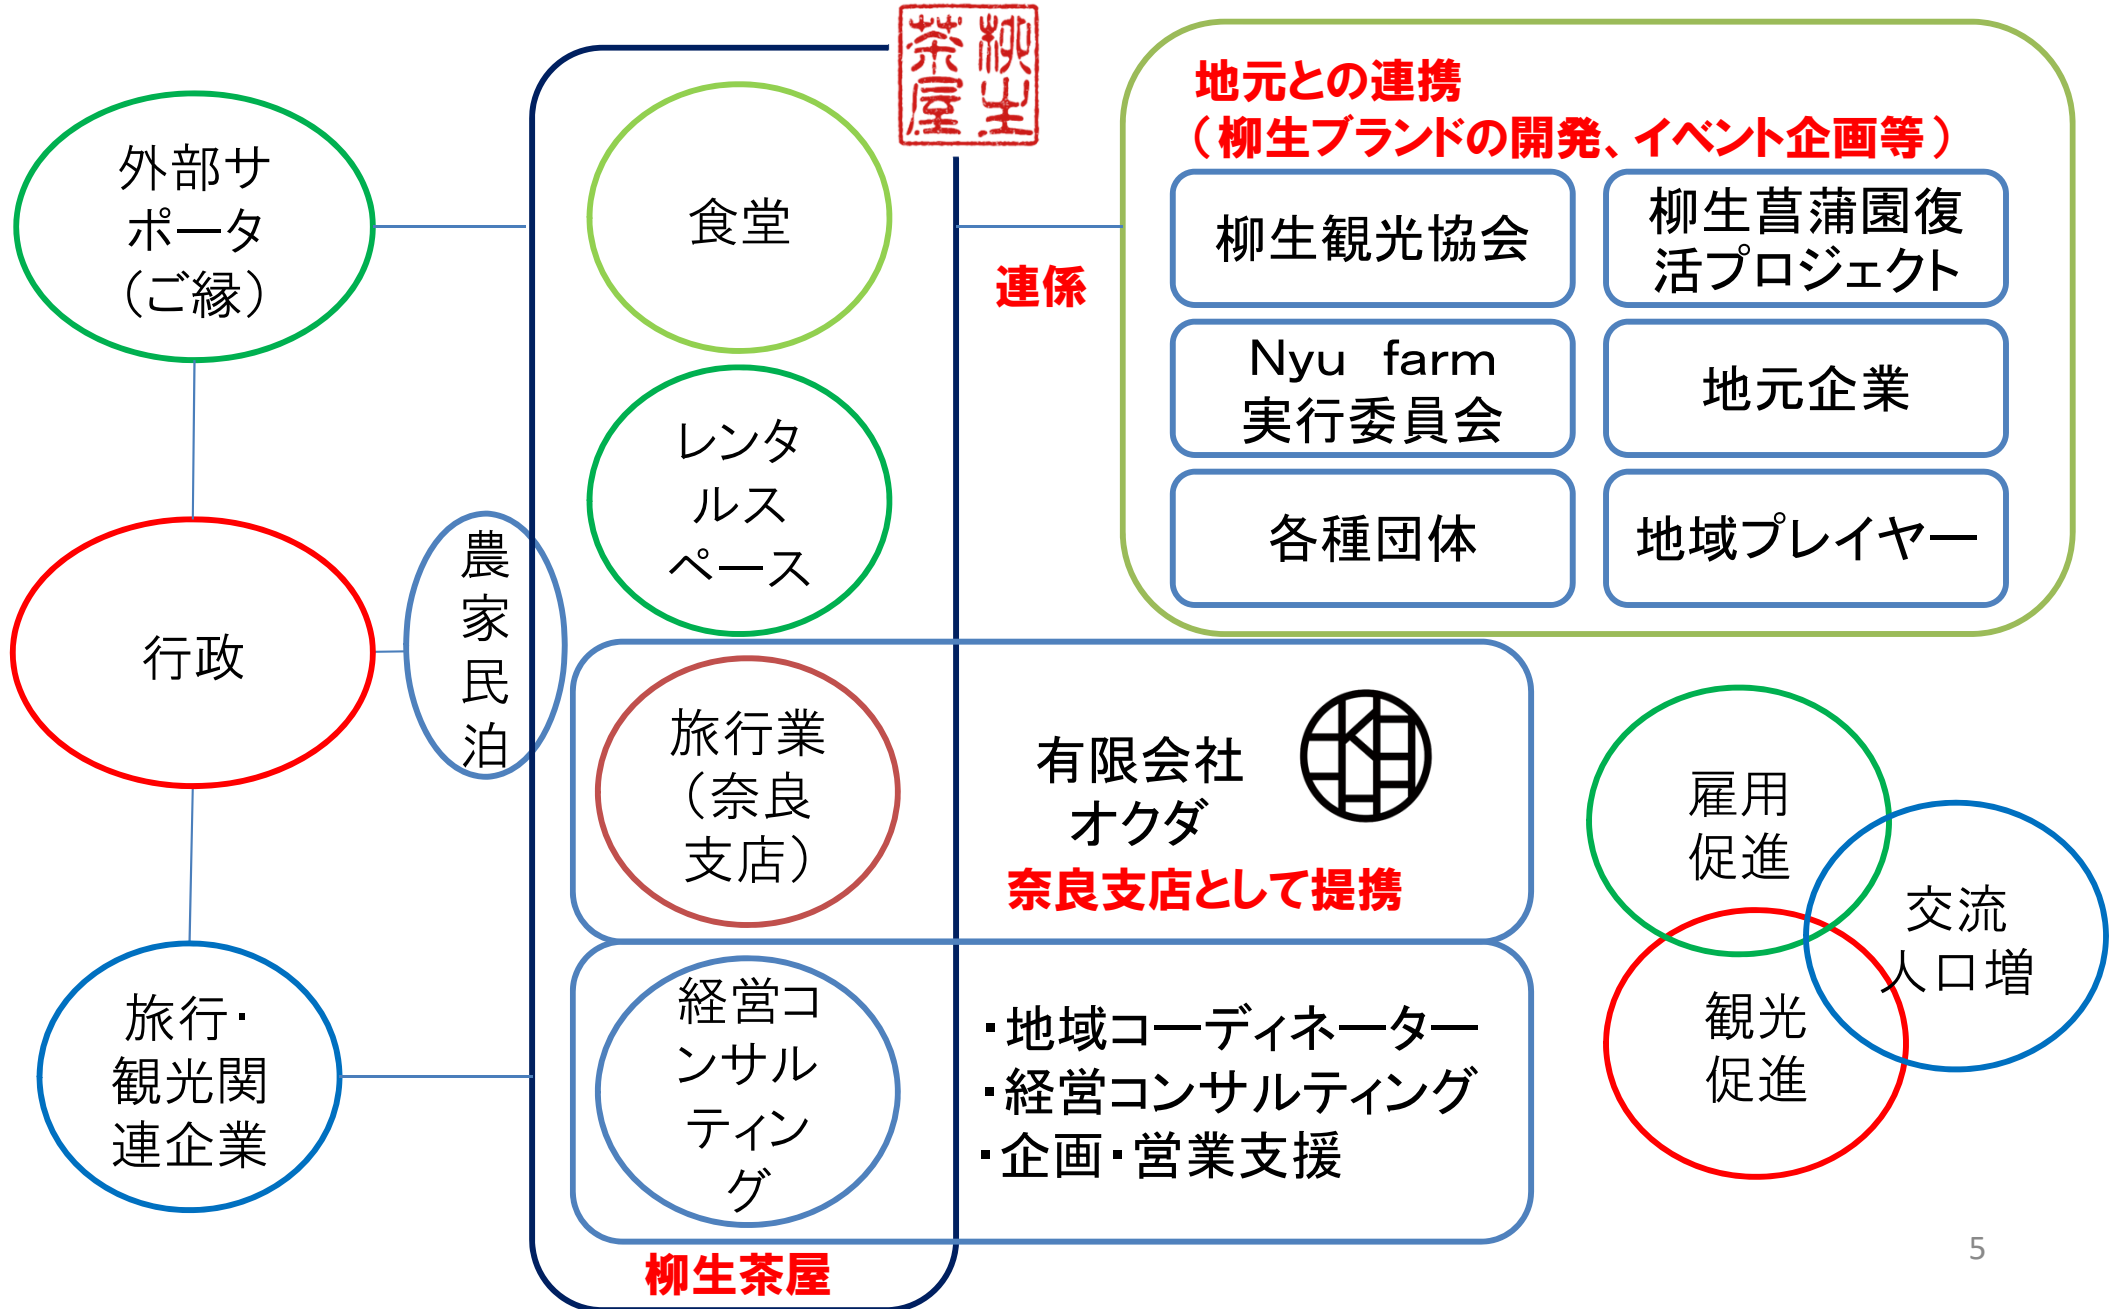 柳生
茶屋
外部サ
ポータ
（ご縁）
行政
旅行・
観光関
連企業
農
家
民
泊
食堂
レンタ
ルス
ペース
旅行業
（奈良
支店）
経営コ
ンサル
ティン
グ
柳生茶屋
連係
地元との連携
（柳生ブランドの開発、イベント企画等）
柳生観光協会
柳生菖蒲園復
活プロジェクト
Nyu　farm
実行委員会
地元企業
各種団体
地域プレイヤー
有限会社
オクダ
奈良支店として提携
・地域コーディネーター
・経営コンサルティング
・企画・営業支援
雇用
促進
交流
人口増
観光
促進
5